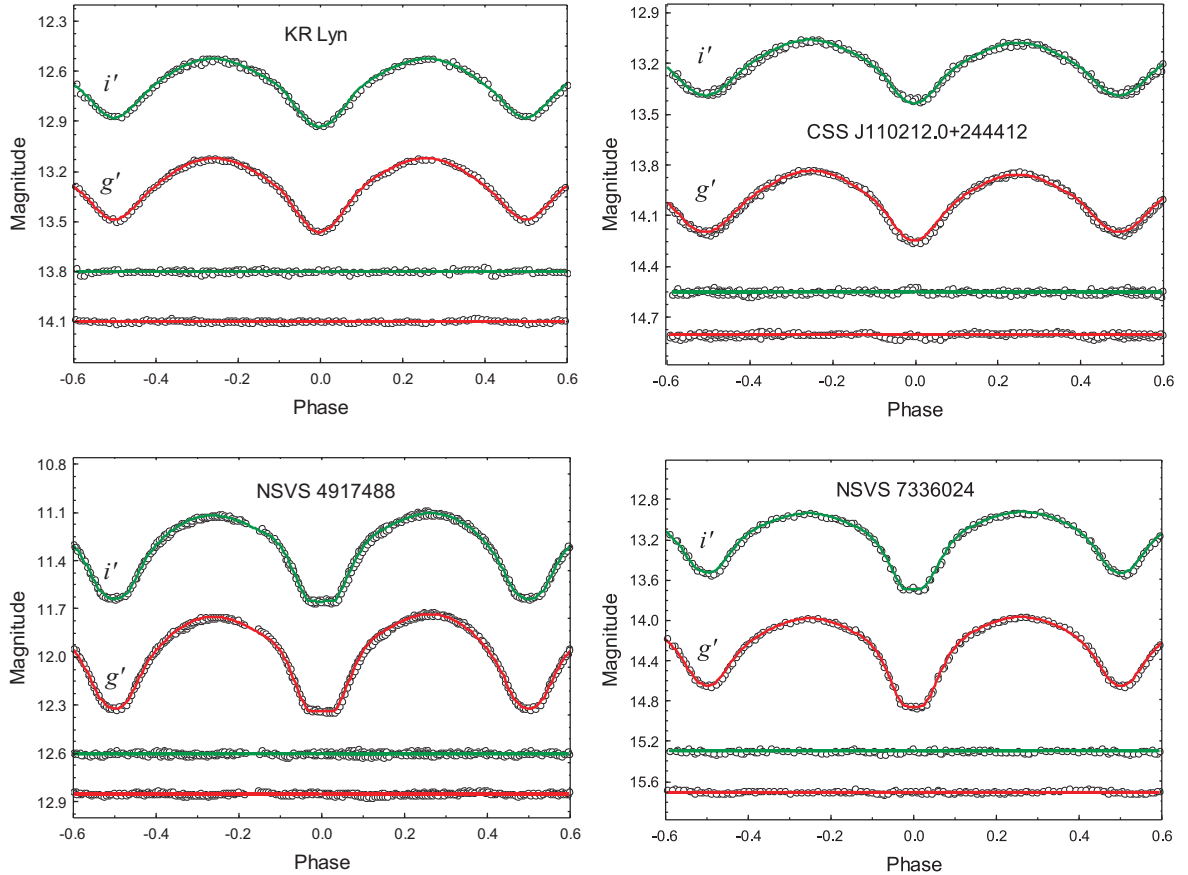 KR Lyn
i'
g'
Magnitude
12.3
12.6
12.9
13.2
13.5
13.8
14.1
-0.6 -0.4 -0.2 0.0 0.2 0.4 0.6
Phase
CSS J110212.0+244412
i'
g'
Magnitude
12.9
13.2
13.5
13.8
14.1
14.4
14.7
-0.6 -0.4 -0.2 0.0 0.2 0.4 0.6
Phase
NSVS 4917488
i'
g'
Magnitude
10.8
11.1
11.4
11.7
12.0
12.3
12.6
12.9
-0.6 -0.4 -0.2 0.0 0.2 0.4 0.6
Phase
NSVS 7336024
i'
g'
Magnitude
12.8
13.2
13.6
14.0
14.4
14.8
15.2
15.6
-0.6 -0.4 -0.2 0.0 0.2 0.4 0.6
Phase